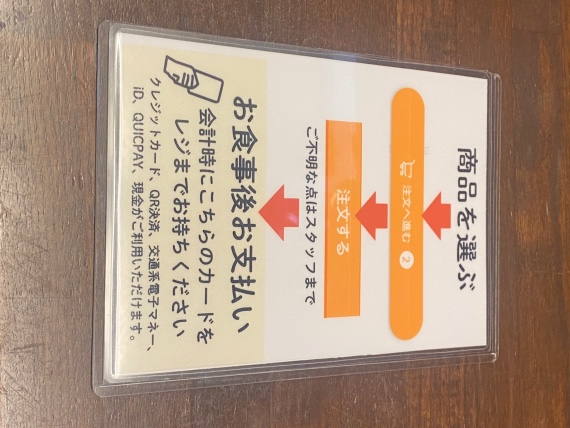 商品を選ぶ
注文へ進む 2
注文する
ご不明な点はスタッフまで
お食事後お支払い
会計時にこちらのカードを
レジまでお持ちください
クレジットカード、QR決済、交通系電子マネー、
iD、QUICPAY、現金がご利用いただけます。